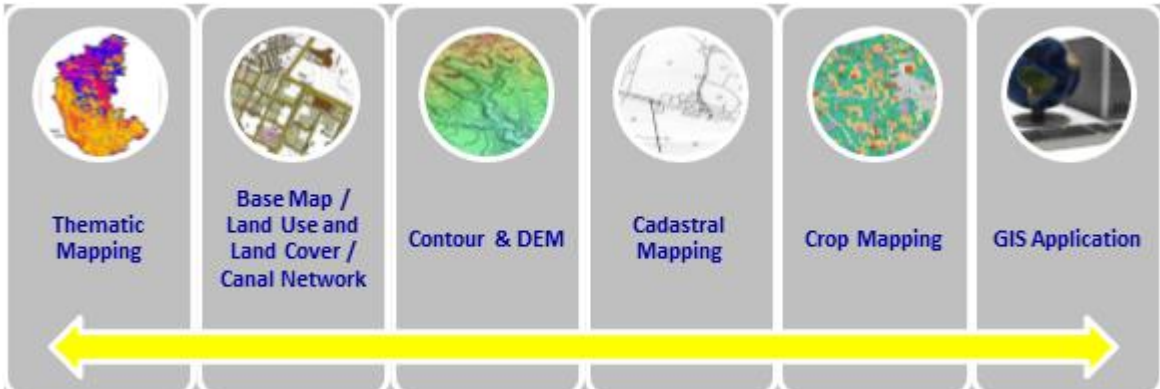 Thematic
Mapping
Base Map /
Land Use and
Land Cover /
Canal Network
Contour & DEM
Cadastral
Mapping
Crop Mapping
GIS Application